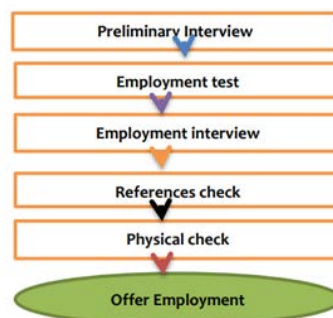 Preliminary Interview
Employment test
Employment interview
References check
Physical check
Offer Employment